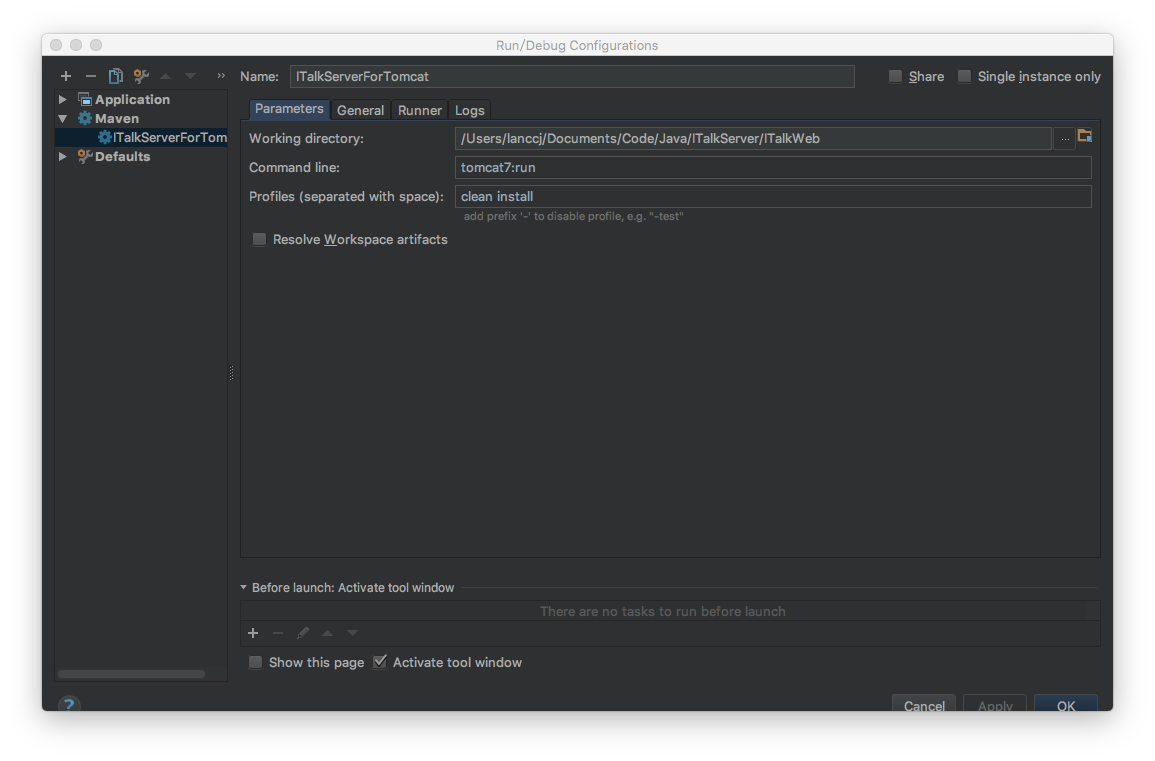 Run/Debug Configurations
Name: ITalkServerForTomcat Share Single instance only
Application
Maven
ITalkServerForTom
Defaults
Parameters General Runner Logs
Working directory: /Users/lanccj/Documents/Code/Java/ITalkServer/ITalkWeb ...
Command line: tomcat7:run
Profiles (separated with space): clean install
add prefix '-' to disable profile, e.g. "-test"
Resolve Workspace artifacts
Before launch: Activate tool window
There are no tasks to run before launch
Show this page Activate tool window
? Cancel Apply OK